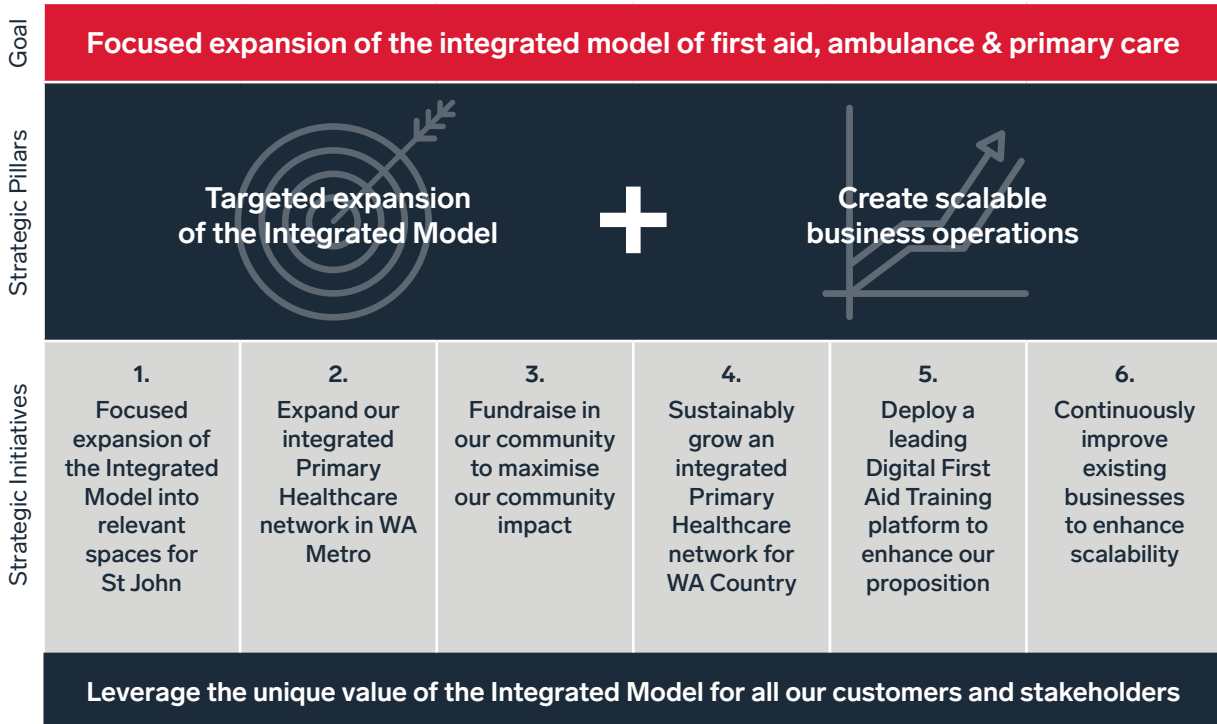 Goal
Focused expansion of the integrated model of first aid, ambulance & primary care
Strategic Pillars
Targeted expansion
of the Integrated Model
+
Create scalable
business operations
Strategic Initiatives
1.
Focused
expansion of
the Integrated
Model into
relevant
spaces for
St John
2.
Expand our
integrated
Primary
Healthcare
network in WA
Metro
3.
Fundraise in
our community
to maximise
our community
impact
4.
Sustainably
grow an
integrated
Primary
Healthcare
network for
WA Country
5.
Deploy a
leading
Digital First
Aid Training
platform to
enhance our
proposition
6.
Continuously
improve
existing
businesses
to enhance
scalability
Leverage the unique value of the Integrated Model for all our customers and stakeholders